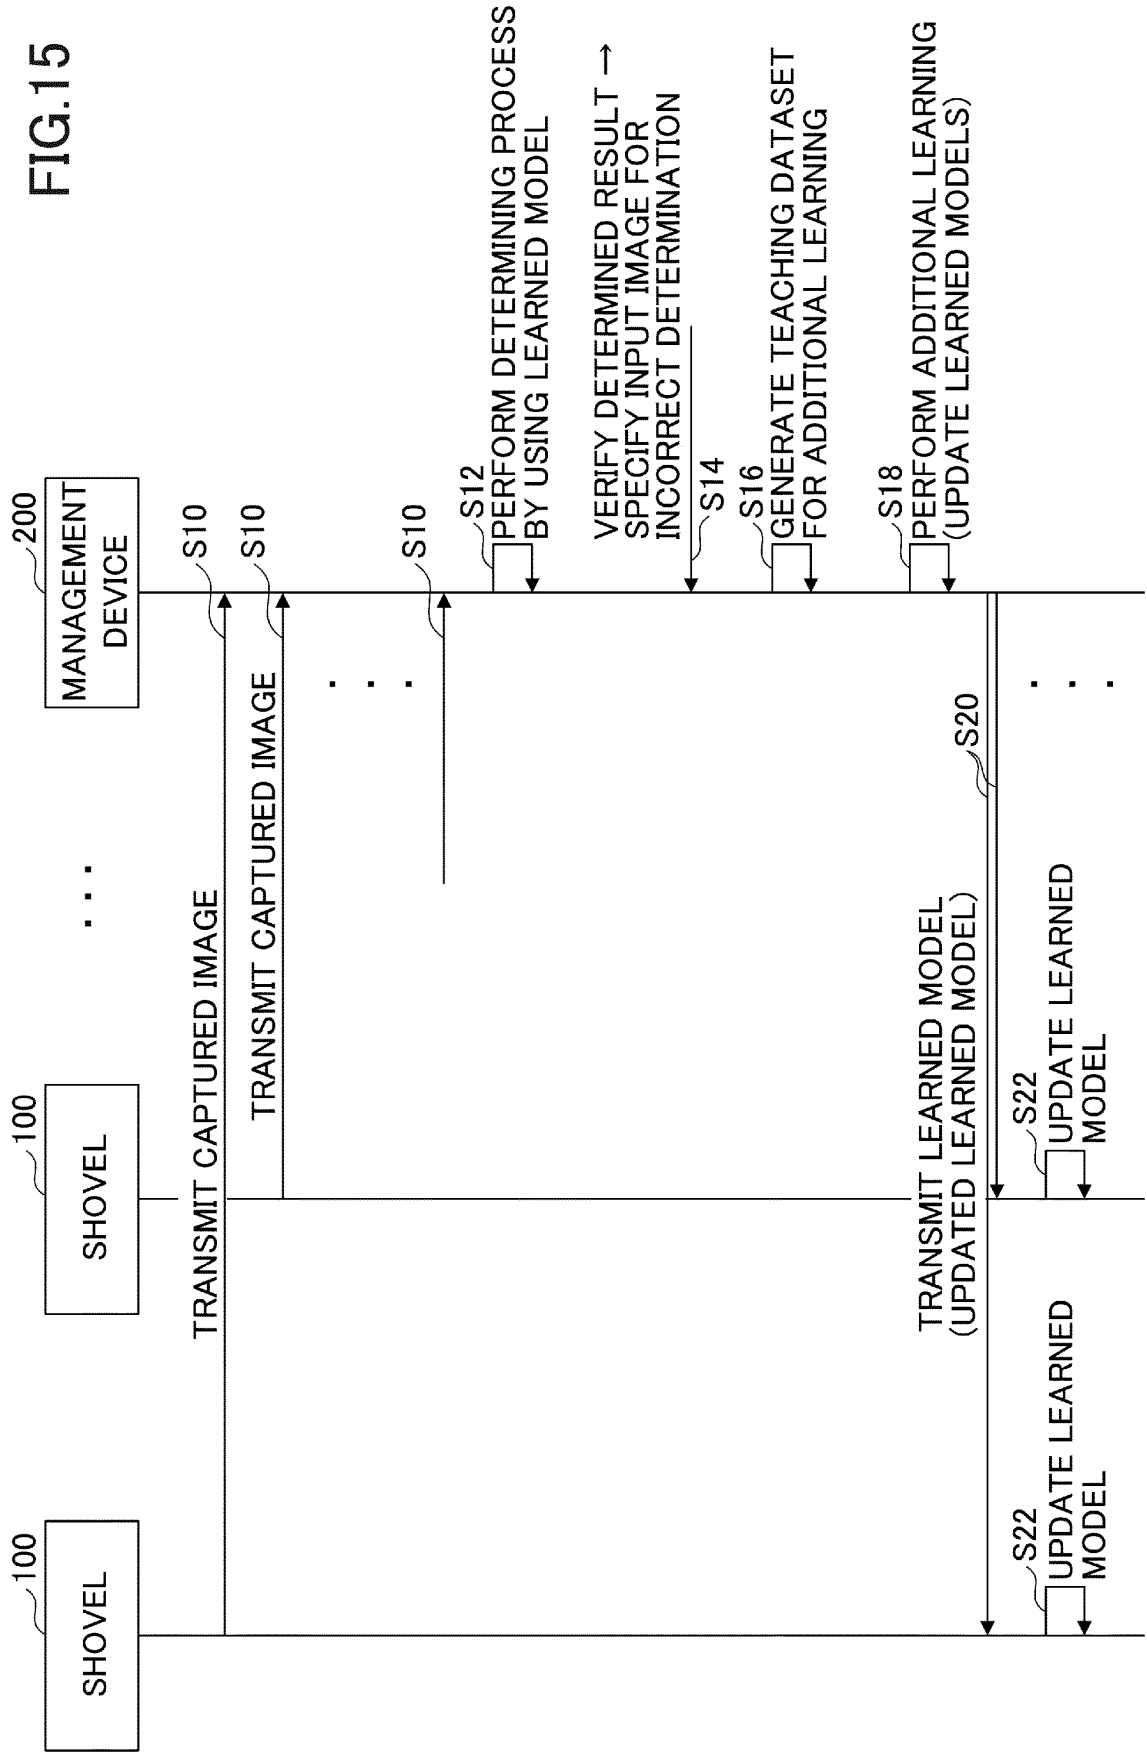 FIG.15
100
SHOVEL
100
SHOVEL
. . .
200
MANAGEMENT
DEVICE
TRANSMIT CAPTURED IMAGE
S10
TRANSMIT CAPTURED IMAGE
S10
. . .
S10
S12
PERFORM DETERMINING PROCESS
BY USING LEARNED MODEL
VERIFY DETERMINED RESULT →
SPECIFY INPUT IMAGE FOR
INCORRECT DETERMINATION
S14
S16
GENERATE TEACHING DATASET
FOR ADDITIONAL LEARNING
S18
PERFORM ADDITIONAL LEARNING
(UPDATE LEARNED MODELS)
TRANSMIT LEARNED MODEL
(UPDATED LEARNED MODEL)
S20
S22
UPDATE LEARNED
MODEL
S22
UPDATE LEARNED
MODEL
. . .